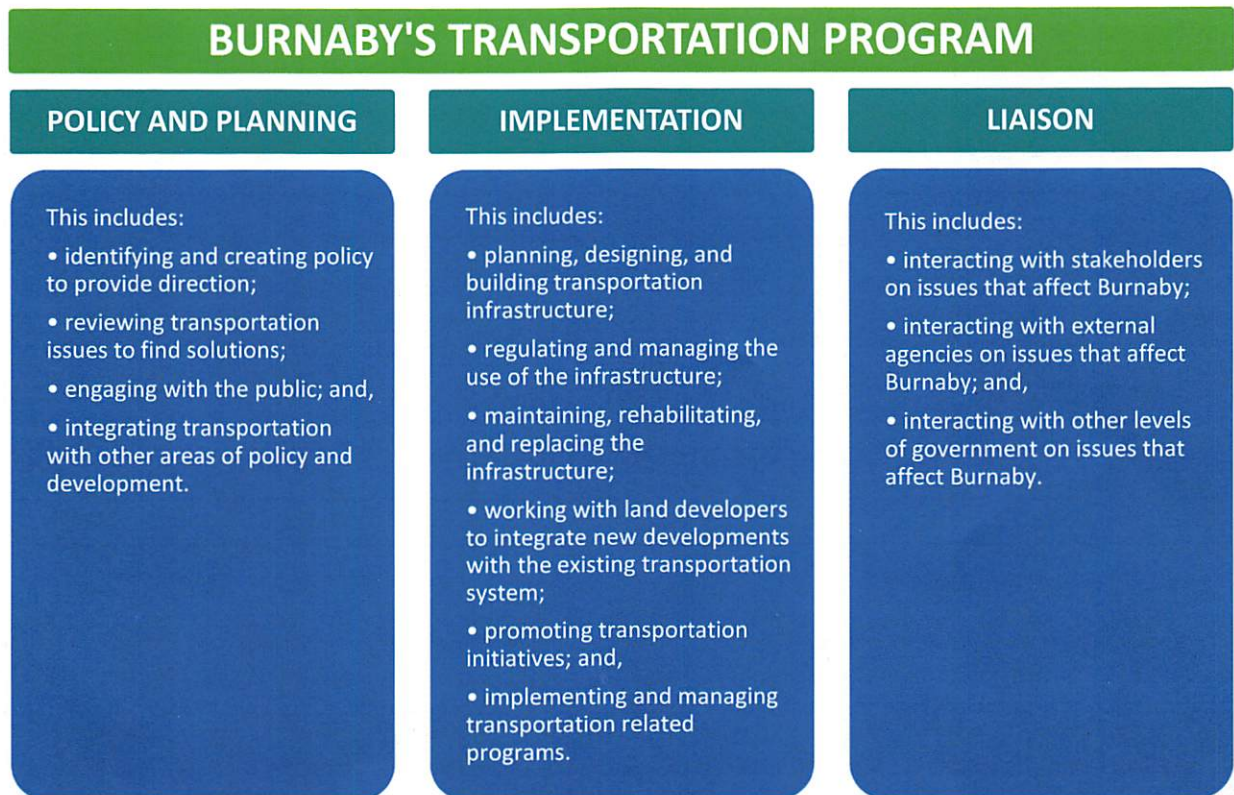 BURNABY'S TRANSPORTATION PROGRAM
POLICY AND PLANNING
This includes:
• identifying and creating policy
to provide direction;
• reviewing transportation
issues to find solutions;
• engaging with the public; and,
• integrating transportation
with other areas of policy and
development.
IMPLEMENTATION
This includes:
• planning, designing, and
building transportation
infrastructure;
• regulating and managing the
use of the infrastructure;
• maintaining, rehabilitating,
and replacing the
infrastructure;
• working with land developers
to integrate new developments
with the existing transportation
system;
• promoting transportation
initiatives; and,
• implementing and managing
transportation related
programs.
LIAISON
This includes:
• interacting with stakeholders
on issues that affect Burnaby;
• interacting with external
agencies on issues that affect
Burnaby; and,
• interacting with other levels
of government on issues that
affect Burnaby.